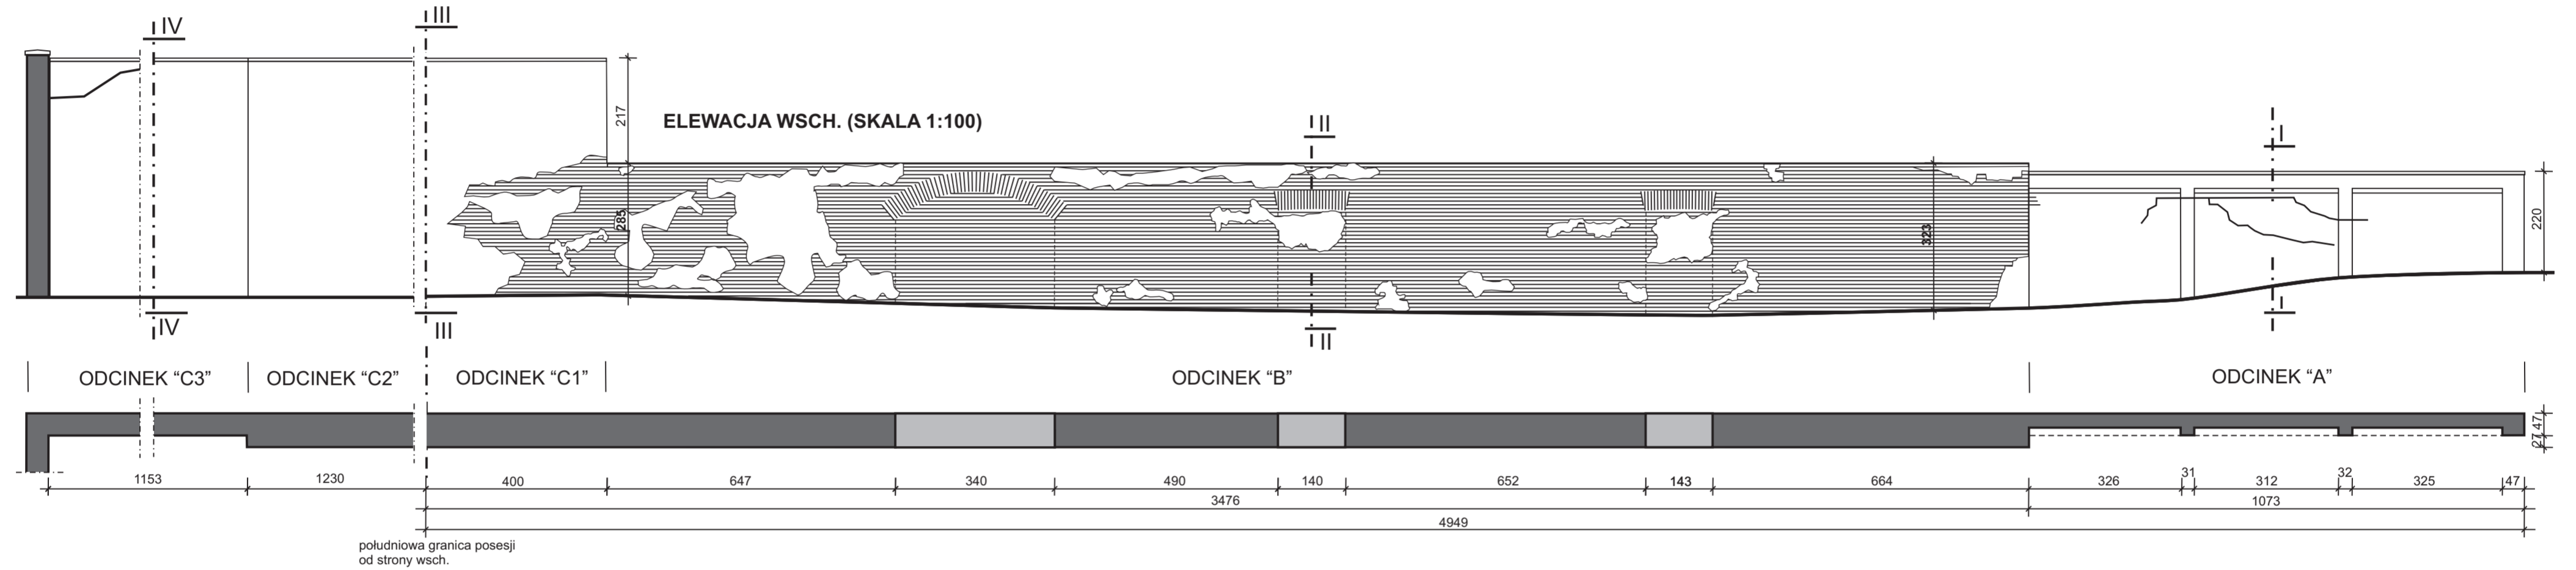 IV
III
217
ELEWACJA WSCH. (SKALA 1:100)
II
I
285
323
220
IV
III
II
I
ODCINEK “C3”
ODCINEK “C2”
ODCINEK “C1”
ODCINEK “B”
ODCINEK “A”
47
27
1153
1230
400
647
340
490
140
652
143
664
326
31
312
32
325
47
3476
1073
4949
południowa granica posesji
od strony wsch.